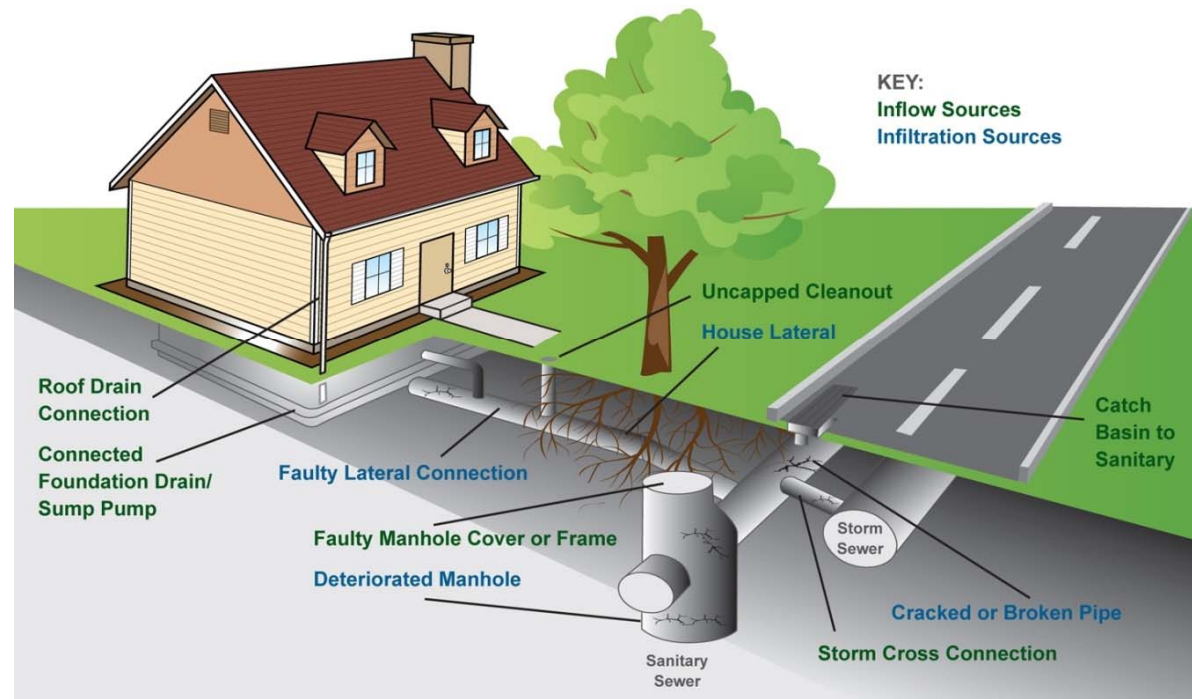 KEY:
Inflow Sources
Infiltration Sources
Uncapped Cleanout
House Lateral
Roof Drain
Connection
Connected
Foundation Drain/
Sump Pump
Catch
Basin to
Sanitary
Faulty Lateral Connection
Faulty Manhole Cover or Frame
Storm
Sewer
Deteriorated Manhole
Cracked or Broken Pipe
Storm Cross Connection
Sanitary
Sewer